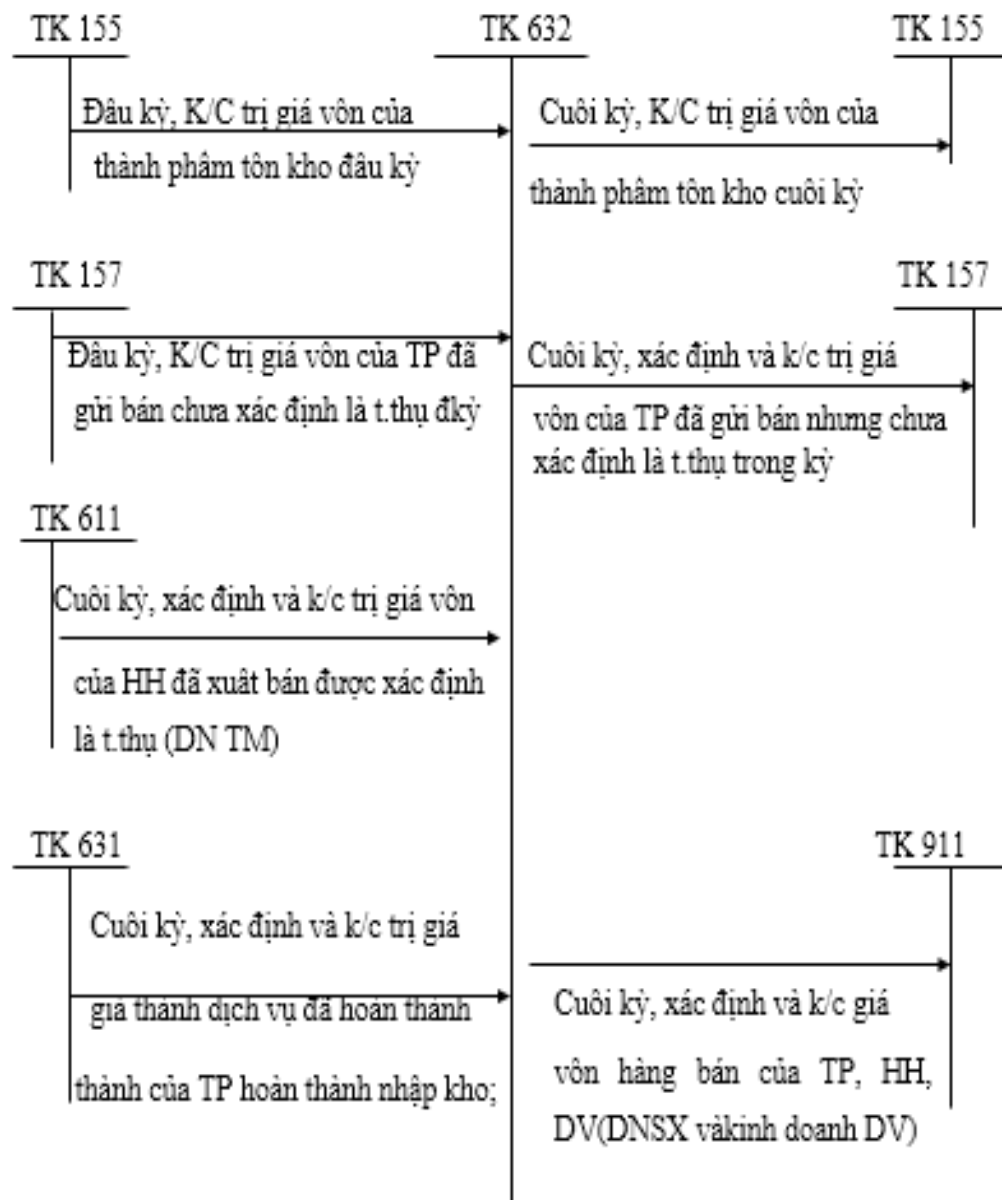 TK 155
TK 632
TK 155
Đâu kỳ, K/C trị giá vôn của
thành phâm tôn kho đâu kỳ
Cuôi kỳ, K/C trị giá vôn của
thành phâm tôn kho cuôi kỳ
TK 157
TK 157
Đâu kỳ, K/C trị giá vôn của TP đã
gửi bán chưa xác định là t.thụ đkỳ
Cuôi kỳ, xác định và k/c trị giá
vôn của TP đã gửi bán nhưng chưa
xác định là t.thụ trong kỳ
TK 611
Cuôi kỳ, xác định và k/c trị giá vôn
của HH đã xuât bán được xác định
là t.thụ (DN TM)
TK 631
TK 911
Cuôi kỳ, xác định và k/c trị giá
giá thành dịch vụ đã hoàn thành
thành của TP hoàn thành nhập kho;
Cuôi kỳ, xác định và k/c giá
vôn hàng bán của TP, HH,
DV(DNSX vàkinh doanh DV)